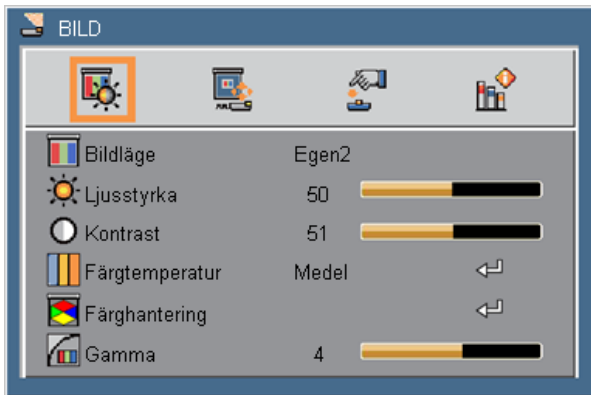 BILD
Bildläge Egen2
Ljusstyrka 50
Kontrast 51
Färgtemperatur Medel
Färghantering
Gamma 4